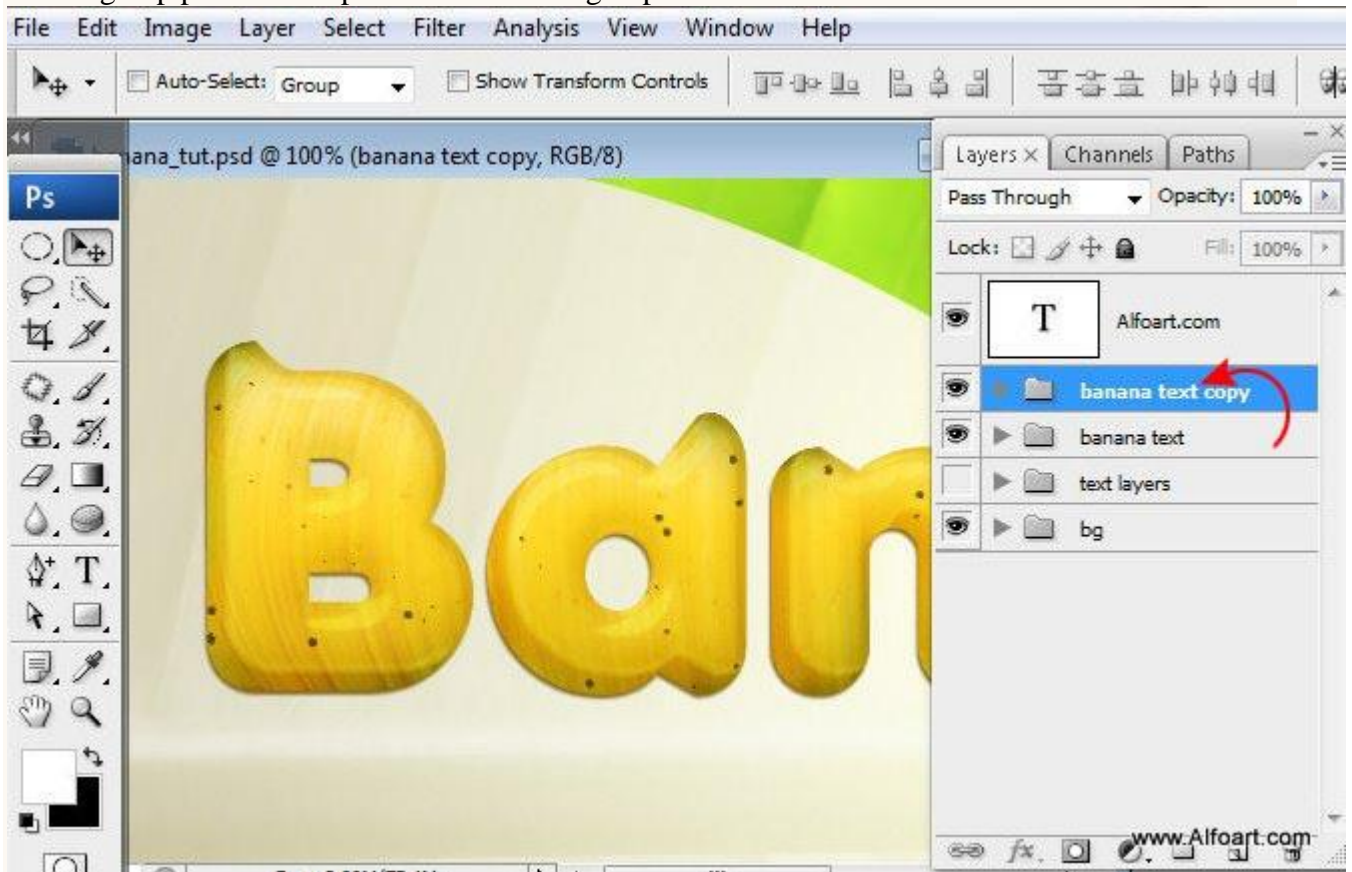 File Edit Image Layer Select Filter Analysis View Window Help
Auto-Select: Group Show Transform Controls
ana_tut.psd @ 100% (banana text copy, RGB/8)
Layers × Channels Paths
Ps
Pass Through Opacity: 100%
Lock: Fill: 100%
T Alfoart.com
banana text copy
banana text
text layers
bg
Ban
T
fx.
www.Alfoart.com